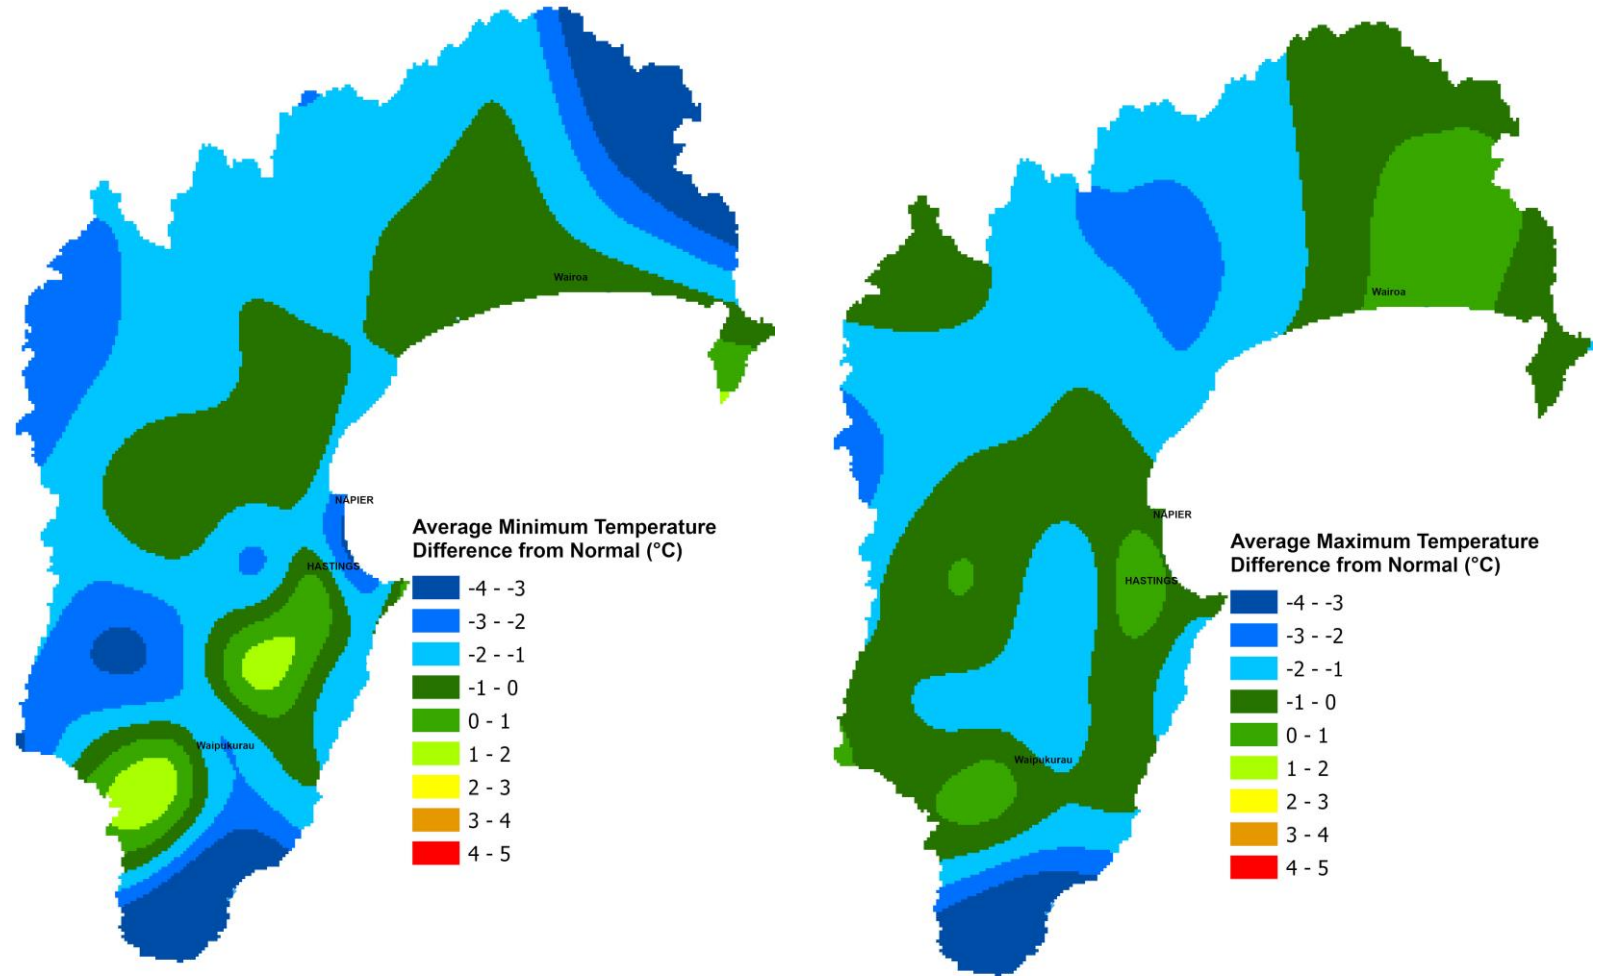 Wairoa
NAPIER
HASTINGS
Waipukurau
Average Minimum Temperature
Difference from Normal (°C)
-4 - -3
-3 - -2
-2 - -1
-1 - 0
0 - 1
1 - 2
2 - 3
3 - 4
4 - 5
Wairoa
NAPIER
HASTINGS
Waipukurau
Average Maximum Temperature
Difference from Normal (°C)
-4 - -3
-3 - -2
-2 - -1
-1 - 0
0 - 1
1 - 2
2 - 3
3 - 4
4 - 5